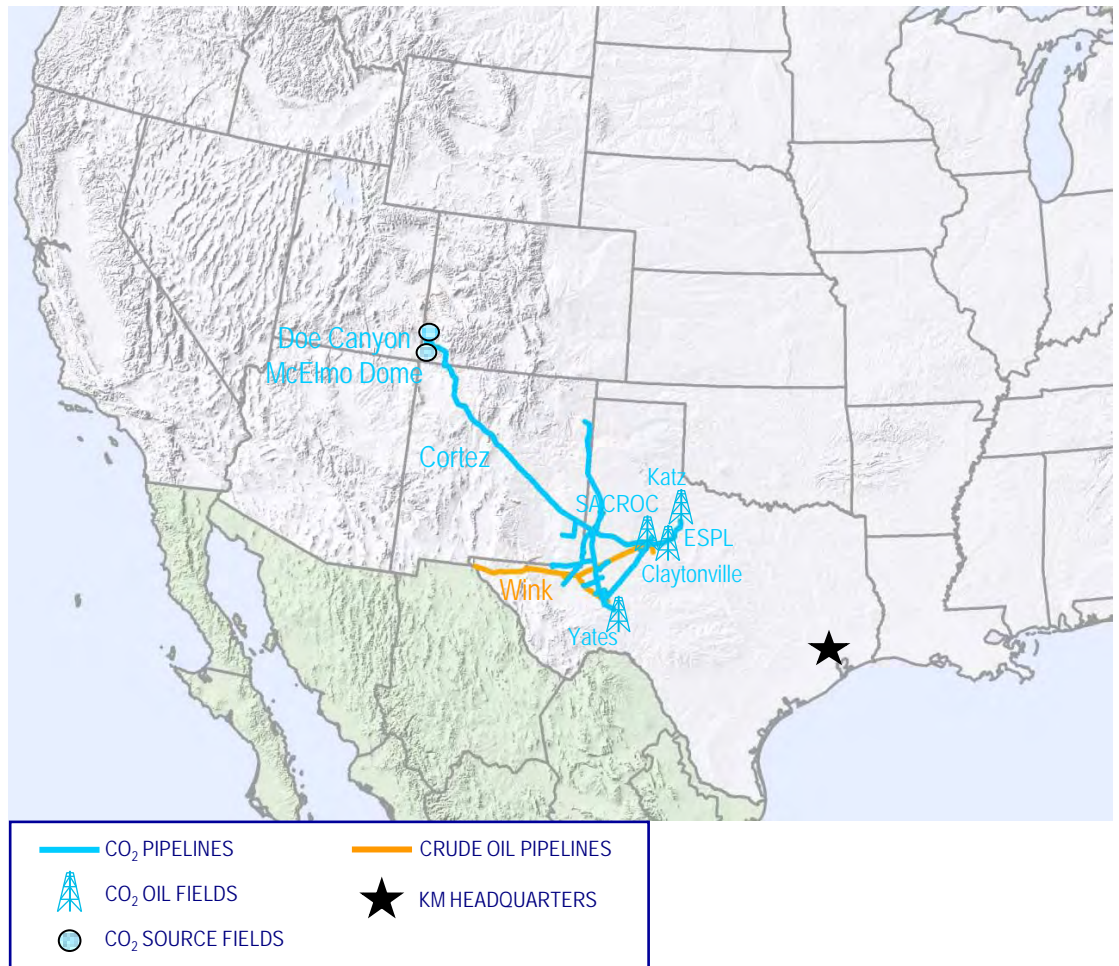 Doe Canyon
McElmo Dome
Cortez
Katz
SACROC
ESPL
Claytonville
Wink
Yates
CO₂ PIPELINES
CRUDE OIL PIPELINES
CO₂ OIL FIELDS
KM HEADQUARTERS
CO₂ SOURCE FIELDS